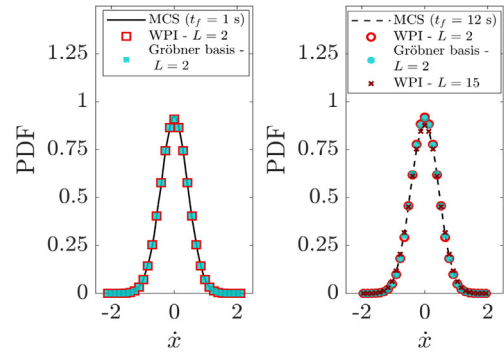 MCS (t_f = 1 s)
WPI - L = 2
Gröbner basis -
L = 2
1.25
1
0.75
0.5
0.25
0
PDF
-2
0
2
ẋ
MCS (t_f = 12 s)
WPI - L = 2
Gröbner basis -
L = 2
WPI - L = 15
1.25
1
0.75
0.5
0.25
0
PDF
-2
0
2
ẋ